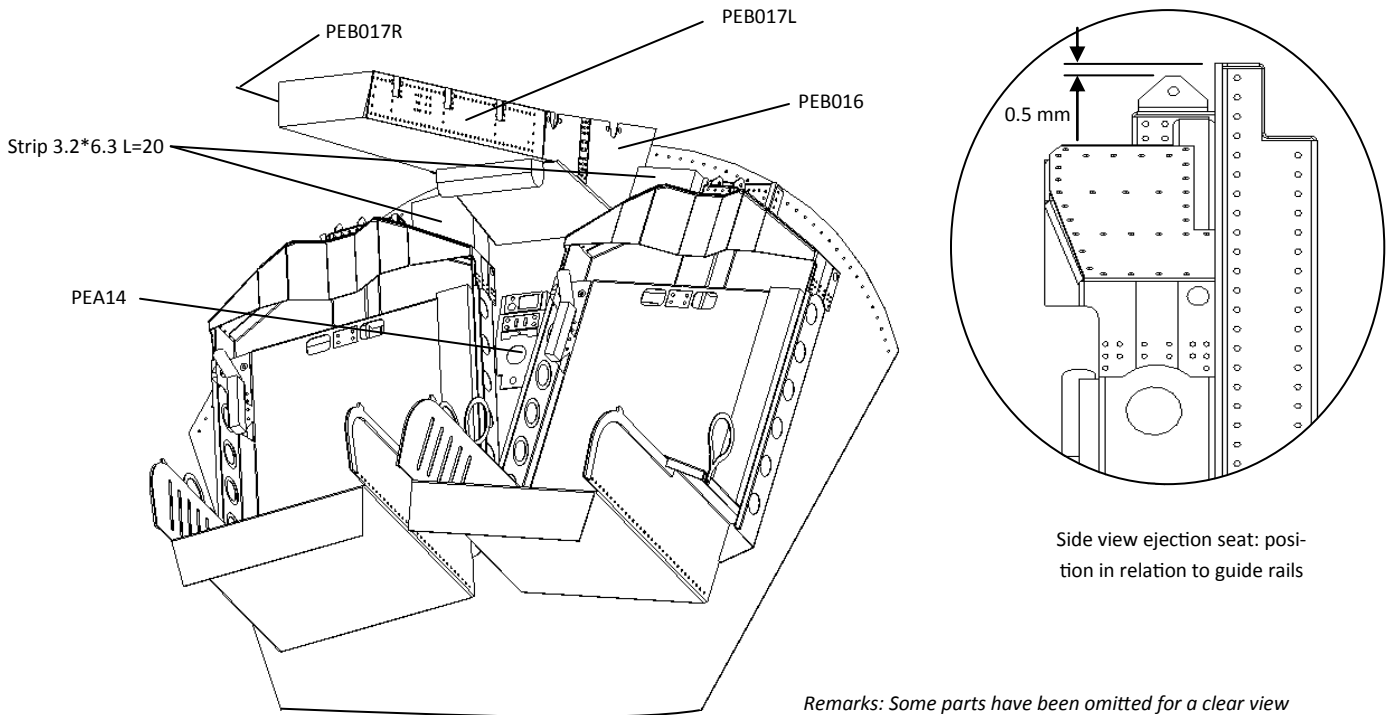 PEB017R
PEB017L
PEB016
Strip 3.2*6.3 L=20
PEA14
0.5 mm
Side view ejection seat: posi-
tion in relation to guide rails
Remarks: Some parts have been omitted for a clear view